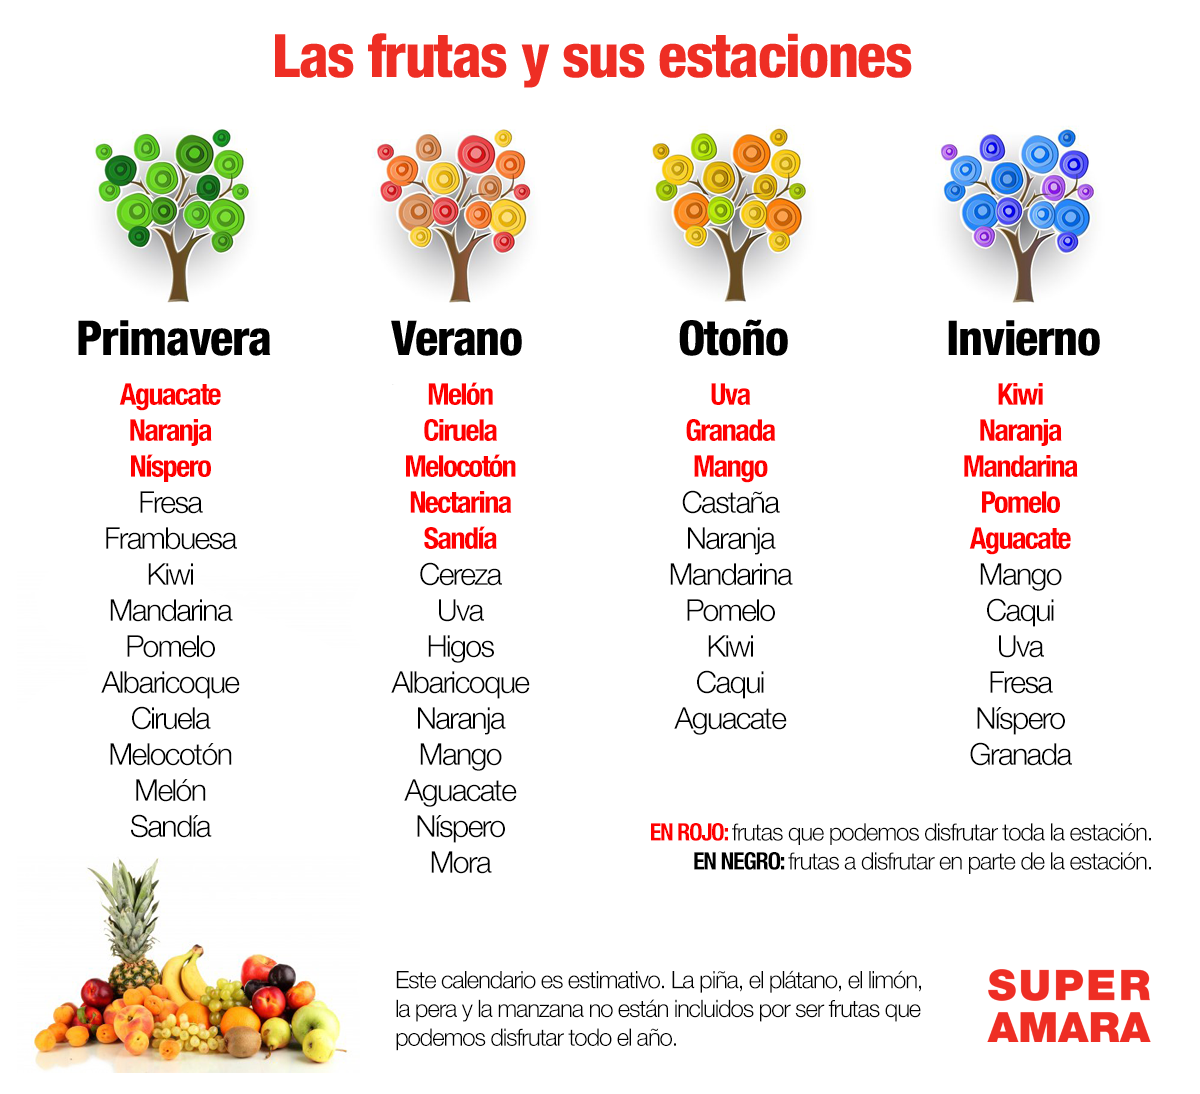 Las frutas y sus estaciones
Primavera
Aguacate
Naranja
Níspero
Fresa
Frambuesa
Kiwi
Mandarina
Pomelo
Albaricoque
Ciruela
Melocotón
Melón
Sandía
Verano
Melón
Ciruela
Melocotón
Nectarina
Sandía
Cereza
Uva
Higos
Albaricoque
Naranja
Mango
Aguacate
Níspero
Mora
Otoño
Uva
Granada
Mango
Castaña
Naranja
Mandarina
Pomelo
Kiwi
Caqui
Aguacate
Invierno
Kiwi
Naranja
Mandarina
Pomelo
Aguacate
Mango
Caqui
Uva
Fresa
Níspero
Granada
EN ROJO: frutas que podemos disfrutar toda la estación.
EN NEGRO: frutas a disfrutar en parte de la estación.
Este calendario es estimativo. La piña, el plátano, el limón,
la pera y la manzana no están incluidos por ser frutas que
podemos disfrutar todo el año.
SUPER
AMARA